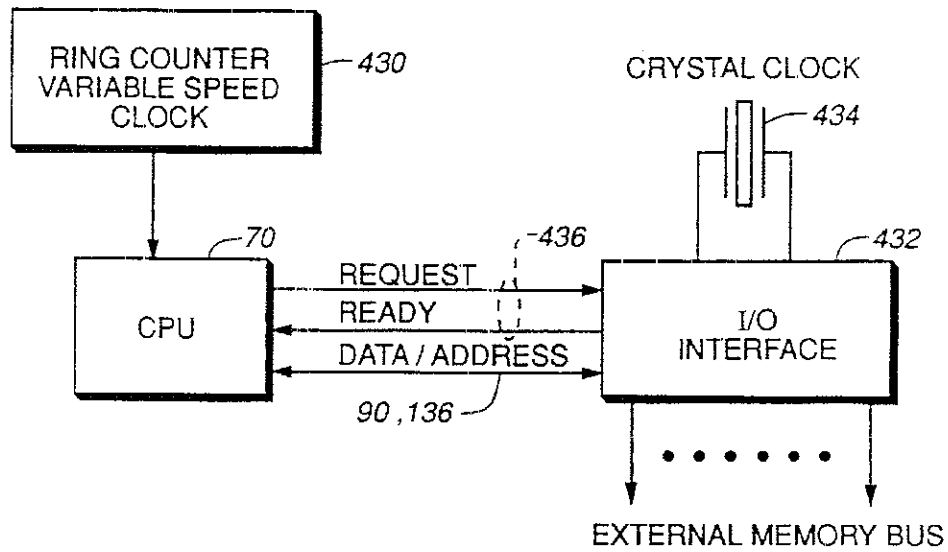 RING COUNTER
VARIABLE SPEED
CLOCK
430
CRYSTAL CLOCK
434
70
436
432
CPU
REQUEST
READY
DATA / ADDRESS
90 , 136
I/O
INTERFACE
EXTERNAL MEMORY BUS